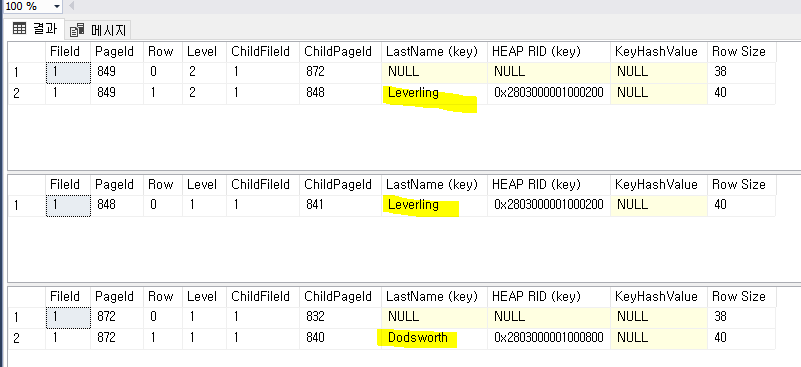 100 %
결과 메시지
FileId PageId Row Level ChildFileId ChildPageId LastName (key) HEAP RID (key) KeyHashValue Row Size
1 1 849 0 2 1 872 NULL NULL NULL 38
2 1 849 1 2 1 848 Leverling 0x2803000001000200 NULL 40
FileId PageId Row Level ChildFileId ChildPageId LastName (key) HEAP RID (key) KeyHashValue Row Size
1 1 848 0 1 1 841 Leverling 0x2803000001000200 NULL 40
FileId PageId Row Level ChildFileId ChildPageId LastName (key) HEAP RID (key) KeyHashValue Row Size
1 1 872 0 1 1 832 NULL NULL NULL 38
2 1 872 1 1 1 840 Dodsworth 0x2803000001000800 NULL 40